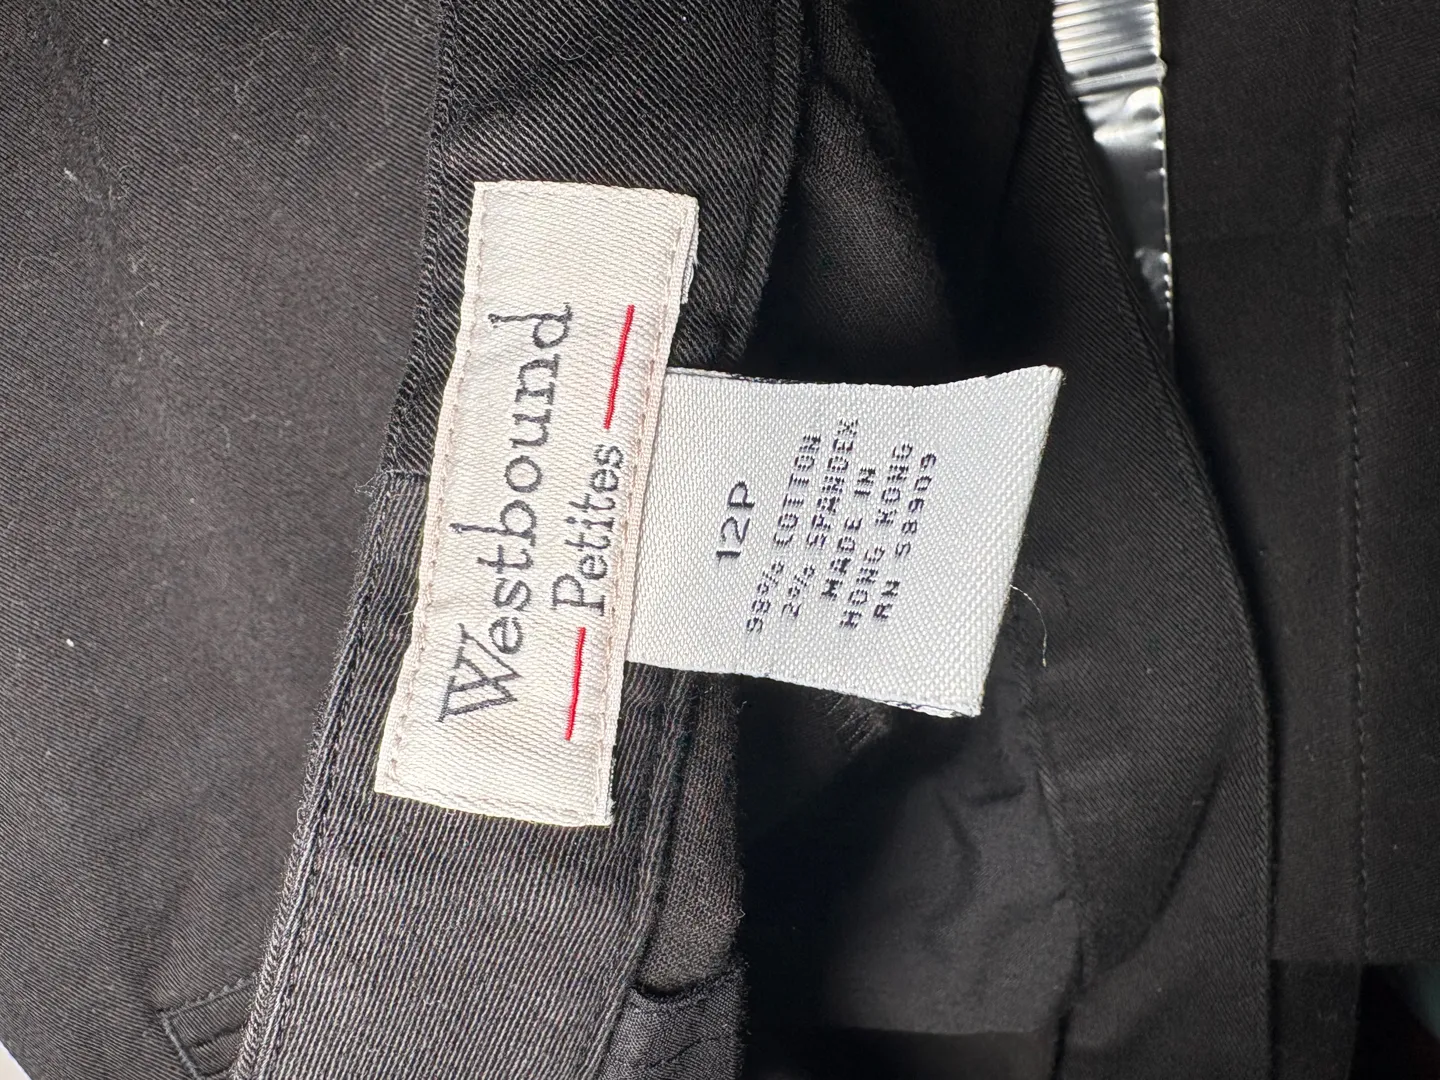 Westbound
Petites
12P
98% COTTON
2% SPANDEX
MADE IN
HONG KONG
RN 58909